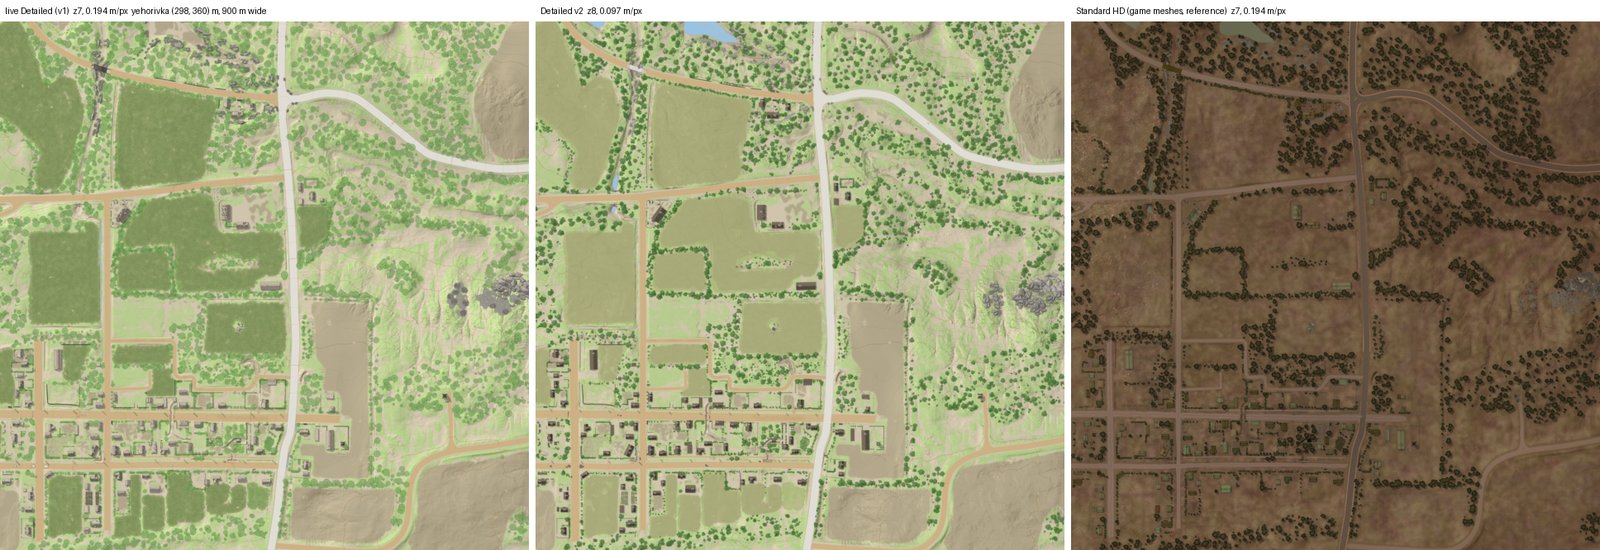 live Detailed (v1) z7, 0.194 m/px yehorivka (298, 360) m, 900 m wide
Detailed v2 z8, 0.097 m/px
Standard HD (game meshes, reference) z7, 0.194 m/px